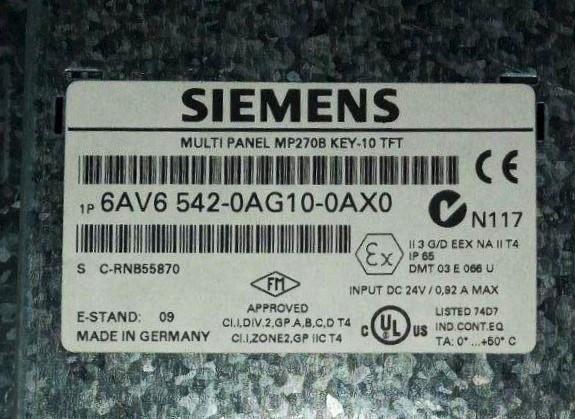 SIEMENS
MULTI PANEL MP270B KEY-10 TFT
CE
1P 6AV6 542-0AG10-0AX0
N117
S C-RNB55870
Ex
II 3 G/D EEX NA II T4
IP 65
DMT 03 E 066 U
FM
INPUT DC 24V / 0,92 A MAX
APPROVED
E-STAND: 09
CI.I,DIV.2,GP.A,B,C,D T4
MADE IN GERMANY
CI.I,ZONE2,GP IIC T4
C UL US
LISTED 74D7
IND.CONT.EQ
TA: 0° ...+50° C